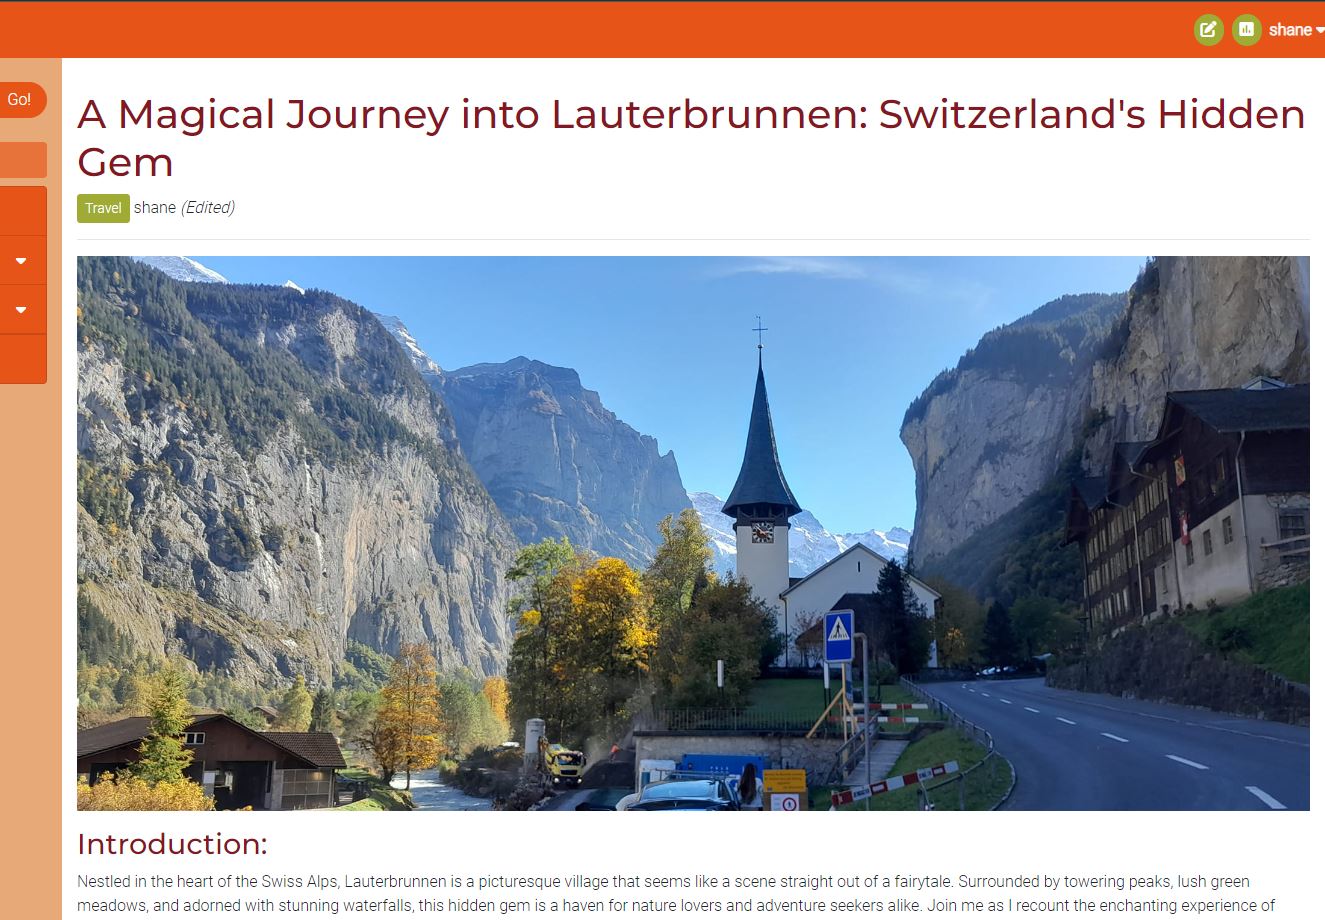 shane
Go!
A Magical Journey into Lauterbrunnen: Switzerland's Hidden
Gem
Travel shane (Edited)
Introduction:
Nestled in the heart of the Swiss Alps, Lauterbrunnen is a picturesque village that seems like a scene straight out of a fairytale. Surrounded by towering peaks, lush green
meadows, and adorned with stunning waterfalls, this hidden gem is a haven for nature lovers and adventure seekers alike. Join me as I recount the enchanting experience of